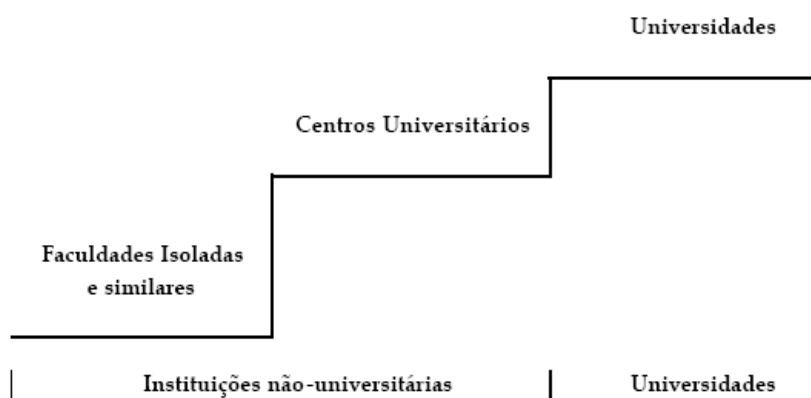 Universidades
Centros Universitários
Faculdades Isoladas
e similares
Instituições não-universitárias
Universidades